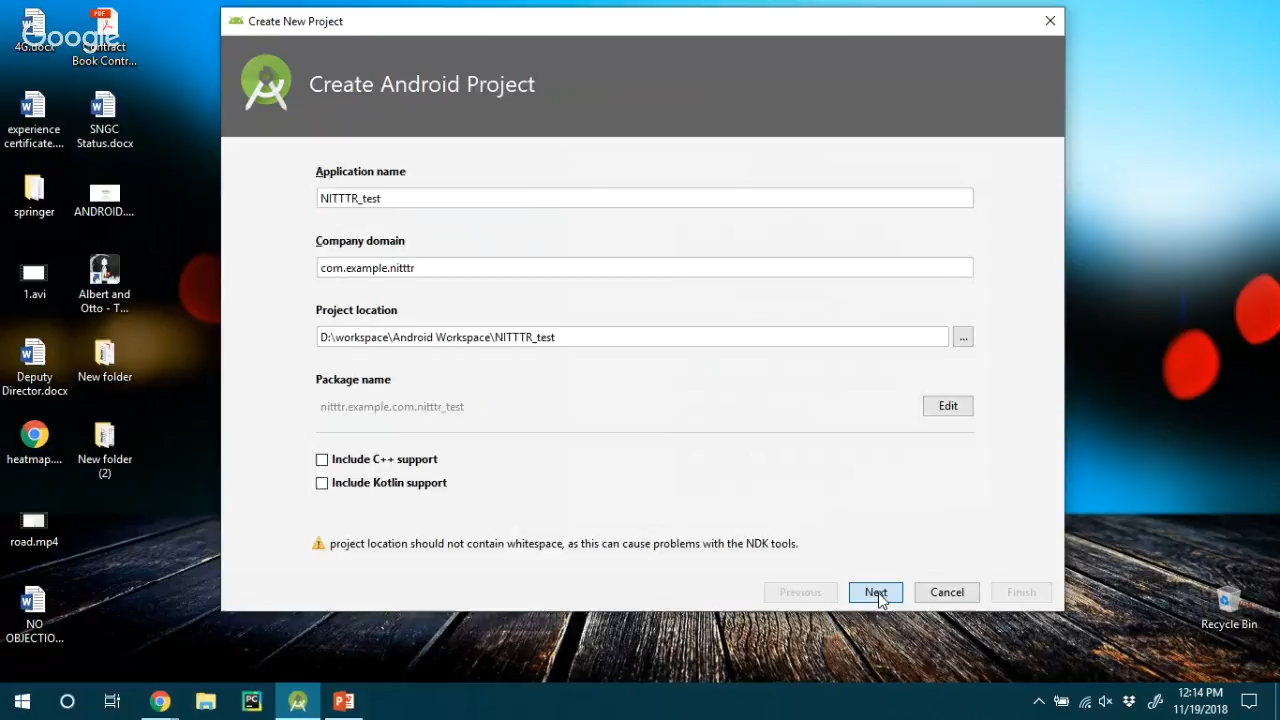 Create New Project
Create Android Project
Application name
NITTTR_test
Company domain
com.example.nitttr
Project location
D:\workspace\Android Workspace\NITTTR_test
...
Package name
nitttr.example.com.nitttr_test
Edit
Include C++ support
Include Kotlin support
project location should not contain whitespace, as this can cause problems with the NDK tools.
Previous
Next
Cancel
Finish
Google
4G.docx
PDF
Contract
Book Contr...
experience
certificate....
SNGC
Status.docx
springer
ANDROID....
1.avi
Albert and
Otto - T...
Deputy
Director.docx
New folder
heatmap....
New folder
(2)
road.mp4
NO
OBJECTIO...
Recycle Bin
PC
12:14 PM
11/19/2018